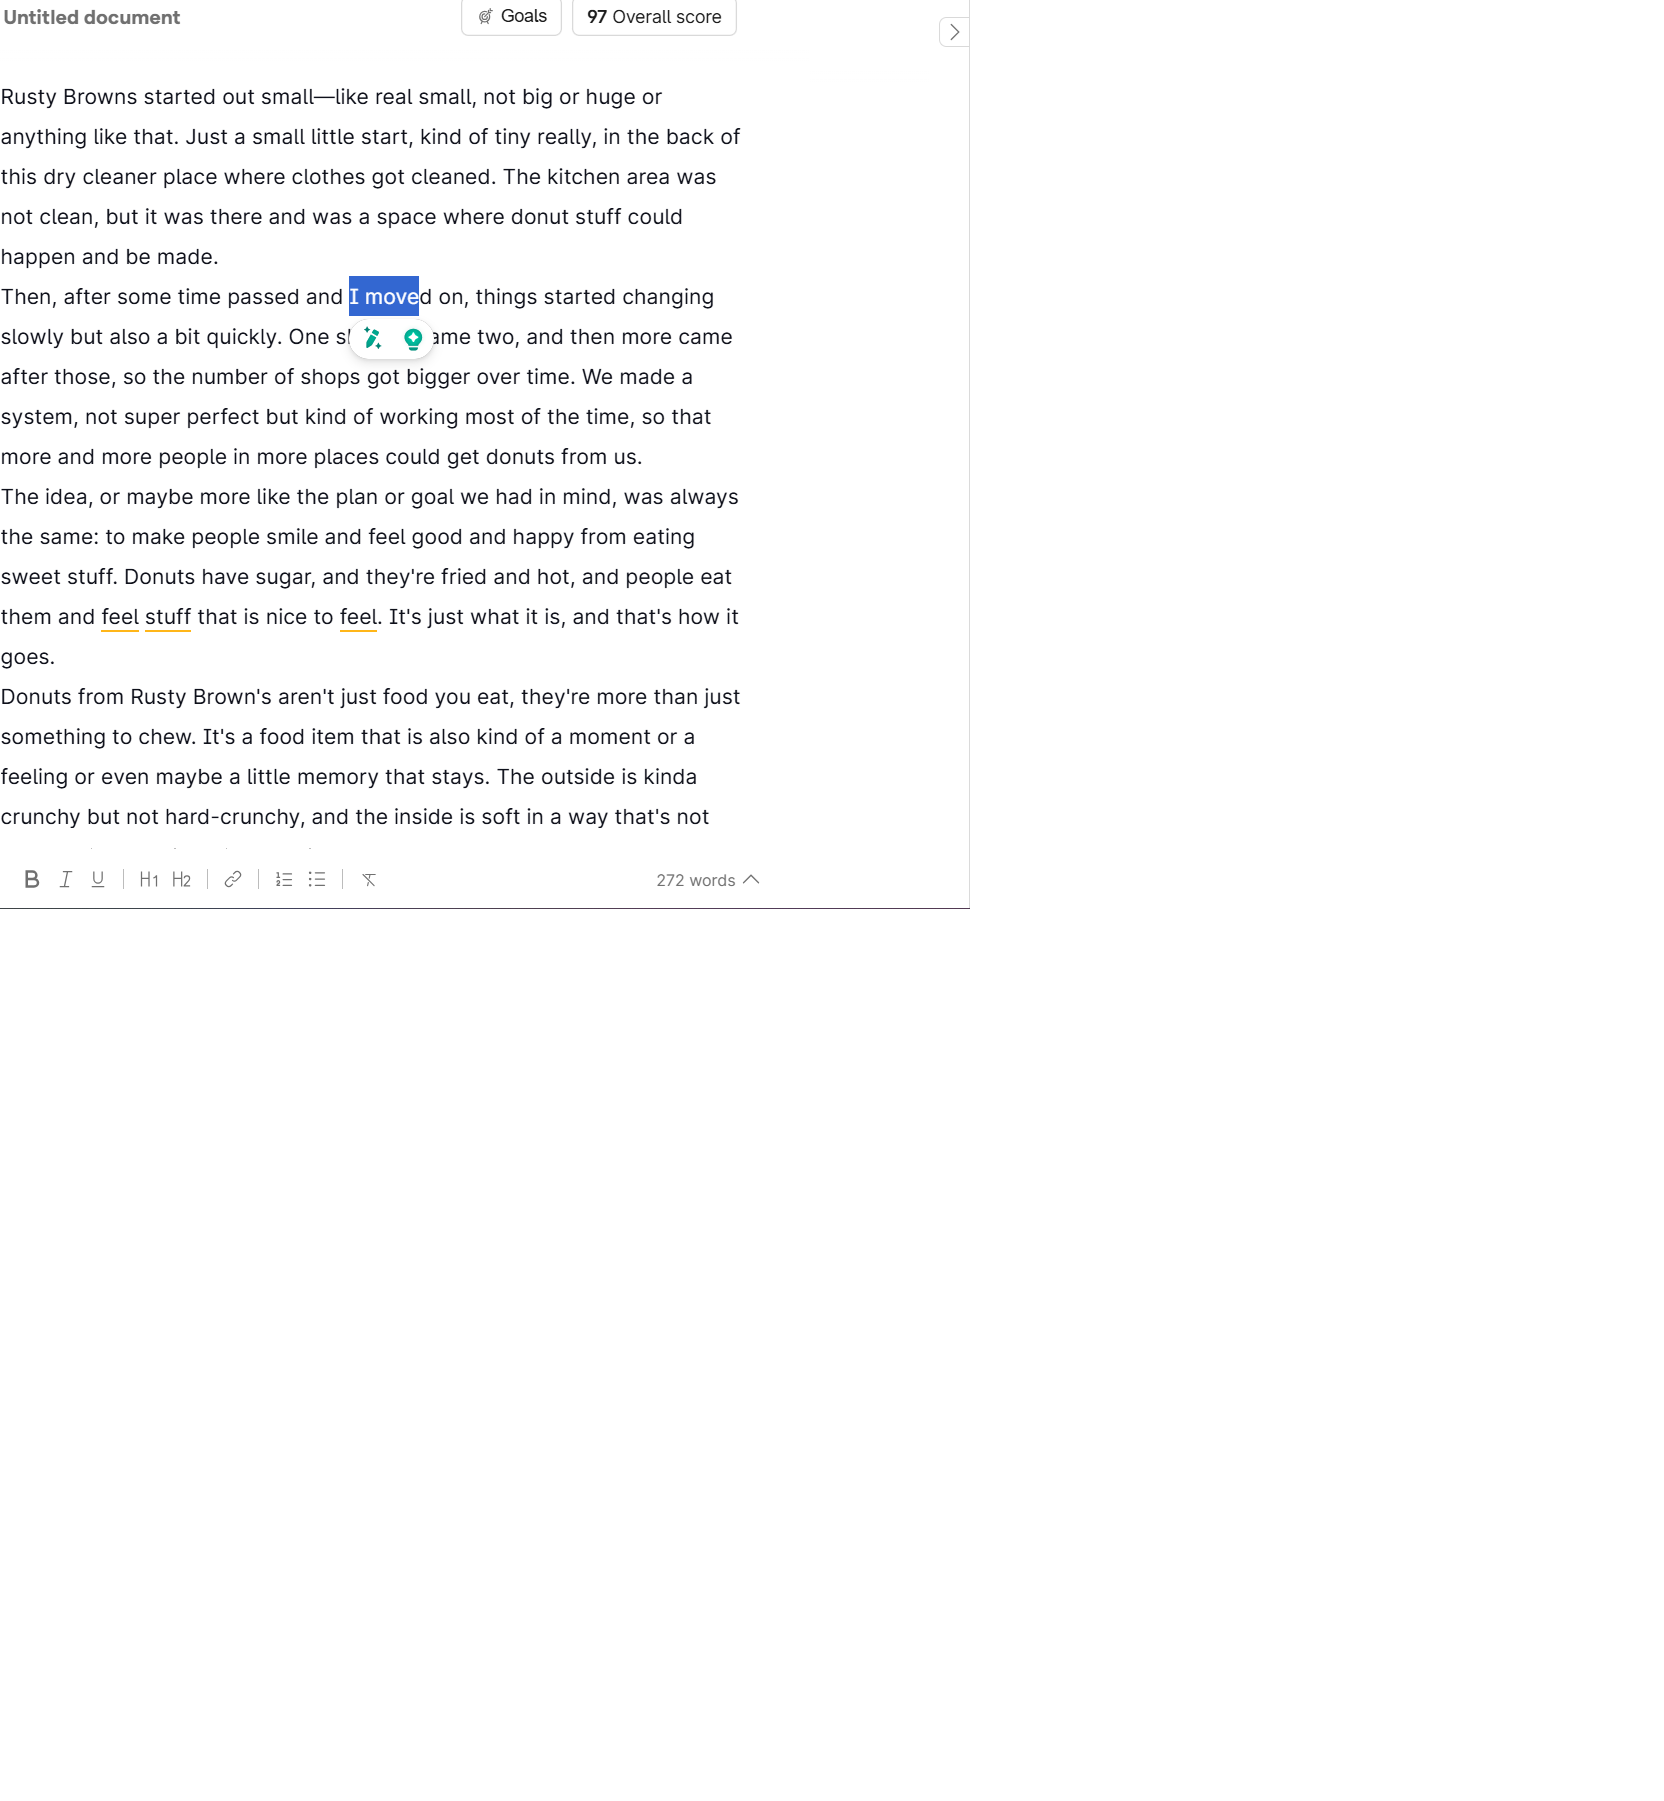 Untitled document
Goals
97 Overall score
Rusty Browns started out small—like real small, not big or huge or
anything like that. Just a small little start, kind of tiny really, in the back of
this dry cleaner place where clothes got cleaned. The kitchen area was
not clean, but it was there and was a space where donut stuff could
happen and be made.
Then, after some time passed and I moved on, things started changing
slowly but also a bit quickly. One two, and then more came
after those, so the number of shops got bigger over time. We made a
system, not super perfect but kind of working most of the time, so that
more and more people in more places could get donuts from us.
The idea, or maybe more like the plan or goal we had in mind, was always
the same: to make people smile and feel good and happy from eating
sweet stuff. Donuts have sugar, and they're fried and hot, and people eat
them and feel stuff that is nice to feel. It's just what it is, and that's how it
goes.
Donuts from Rusty Brown's aren't just food you eat, they're more than just
something to chew. It's a food item that is also kind of a moment or a
feeling or even maybe a little memory that stays. The outside is kinda
crunchy but not hard-crunchy, and the inside is soft in a way that's not
B I U H1 H2
272 words